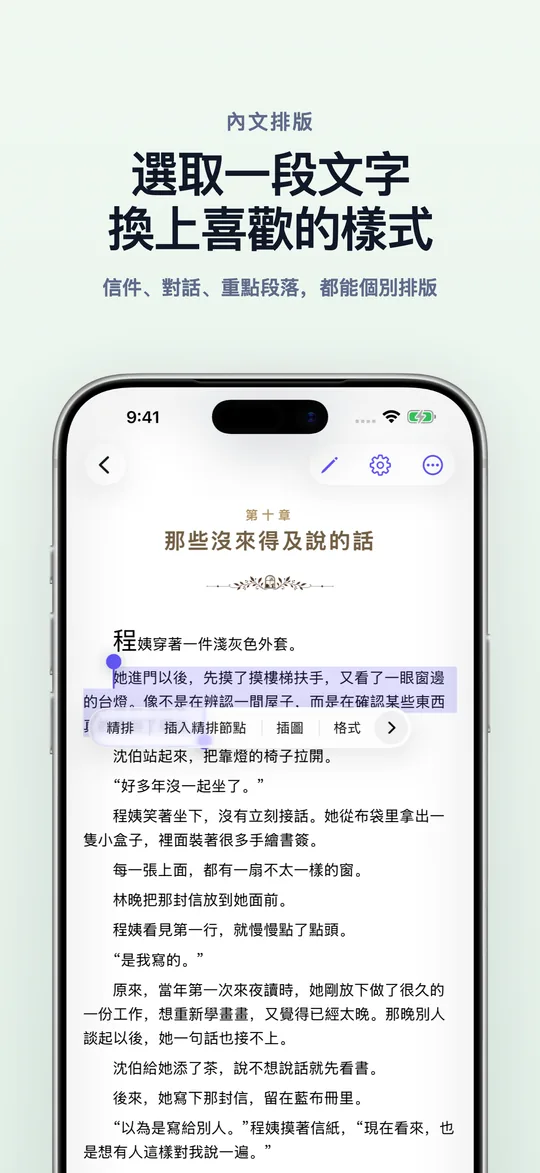 內文排版
選取一段文字
換上喜歡的樣式
信件、對話、重點段落，都能個別排版
9:41
第十章
那些沒來得及說的話
程姨穿著一件淺灰色外套。
她進門以後，先摸了摸樓梯扶手，又看了一眼窗邊
的台燈。像不是在辨認一間屋子，而是在確認某些東西
精排 插入精排節點 插圖 格式
沈伯站起來，把靠燈的椅子拉開。
“好多年沒一起坐了。”
程姨笑著坐下，沒有立刻接話。她從布袋里拿出一
隻小盒子，裡面裝著很多手繪書簽。
每一張上面，都有一扇不太一樣的窗。
林晚把那封信放到她面前。
程姨看見第一行，就慢慢點了點頭。
“是我寫的。”
原來，當年第一次來夜讀時，她剛放下做了很久的
一份工作，想重新學畫畫，又覺得已經太晚。那晚別人
談起以後，她一句話也接不上。
沈伯給她添了茶，說不想說話就先看書。
後來，她寫下那封信，留在藍布冊里。
“以為是寫給別人。”程姨摸著信紙，“現在看來，也
是想有人這樣對我說一遍。”